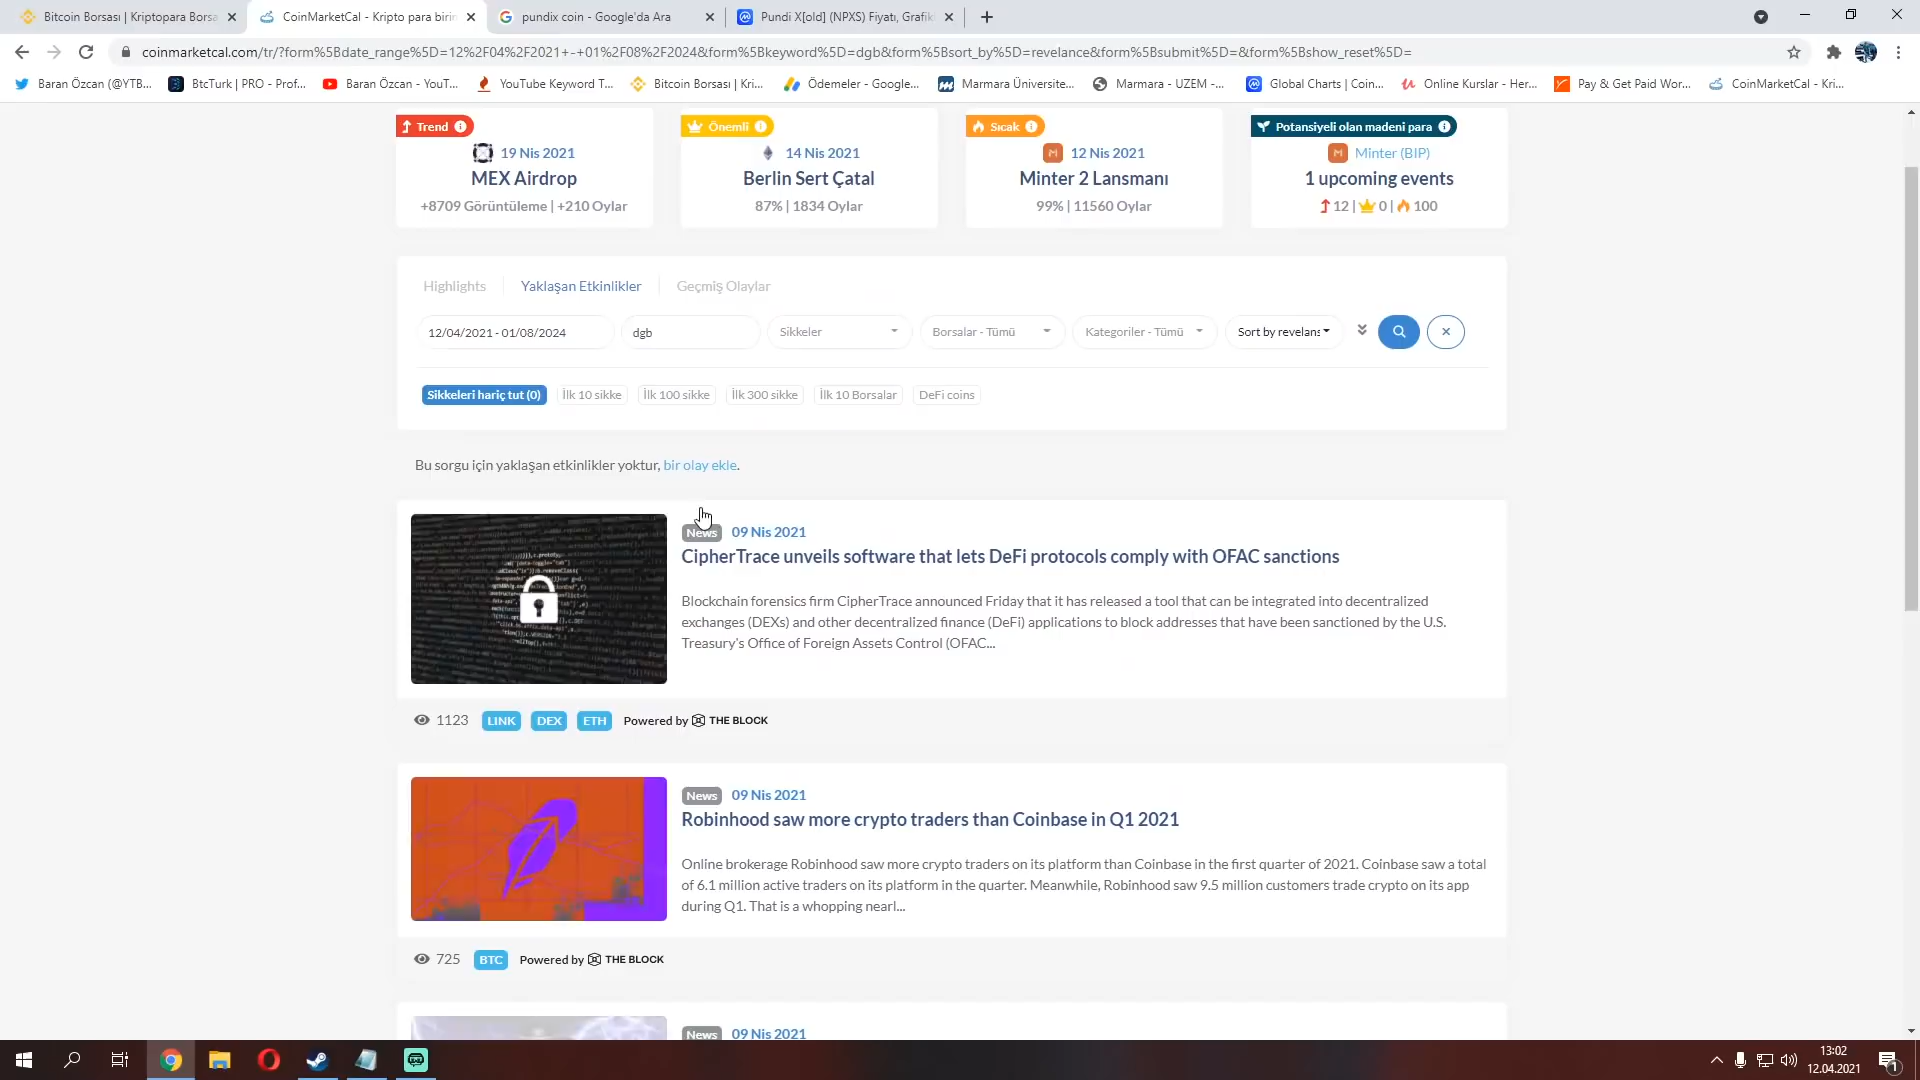 Bitcoin Borsası | Kriptopara Borsa
CoinMarketCal - Kripto para birim
pundix coin - Google'da Ara
Pundi X[old] (NPXS) Fiyatı, Grafik
coinmarketcal.com/tr/?form%5Bdate_range%5D=12%2F04%2F2021+-+01%2F08%2F2024&form%5Bkeyword%5D=dgb&form%5Bsort_by%5D=revelance&form%5Bsubmit%5D=&form%5Bshow_reset%5D=
Baran Özcan (@YTB...
BtcTurk | PRO - Prof...
Baran Özcan - YouT...
YouTube Keyword T...
Bitcoin Borsası | Kri...
Ödemeler - Google...
Marmara Üniversite...
Marmara - UZEM -...
Global Charts | Coin...
Online Kurslar - Her...
Pay & Get Paid Wor...
CoinMarketCal - Kri...
Trend
19 Nis 2021
MEX Airdrop
+8709 Görüntüleme | +210 Oylar
Önemli
14 Nis 2021
Berlin Sert Çatal
87% | 1834 Oylar
Sıcak
12 Nis 2021
Minter 2 Lansmanı
99% | 11560 Oylar
Potansiyeli olan madeni para
Minter (BIP)
1 upcoming events
12 | 0 | 100
Highlights
Yaklaşan Etkinlikler
Geçmiş Olaylar
12/04/2021 - 01/08/2024
dgb
Sikkeler
Borsalar - Tümü
Kategoriler - Tümü
Sort by revelans
Sikkeleri hariç tut (0)
İlk 10 sikke
İlk 100 sikke
İlk 300 sikke
İlk 10 Borsalar
DeFi coins
Bu sorgu için yaklaşan etkinlikler yoktur, bir olay ekle.
News 09 Nis 2021
CipherTrace unveils software that lets DeFi protocols comply with OFAC sanctions
Blockchain forensics firm CipherTrace announced Friday that it has released a tool that can be integrated into decentralized
exchanges (DEXs) and other decentralized finance (DeFi) applications to block addresses that have been sanctioned by the U.S.
Treasury's Office of Foreign Assets Control (OFAC...
1123 LINK DEX ETH Powered by THE BLOCK
News 09 Nis 2021
Robinhood saw more crypto traders than Coinbase in Q1 2021
Online brokerage Robinhood saw more crypto traders on its platform than Coinbase in the first quarter of 2021. Coinbase saw a total
of 6.1 million active traders on its platform in the quarter. Meanwhile, Robinhood saw 9.5 million customers trade crypto on its app
during Q1. That is a whopping nearl...
725 BTC Powered by THE BLOCK
News 09 Nis 2021
13:02
12.04.2021
1